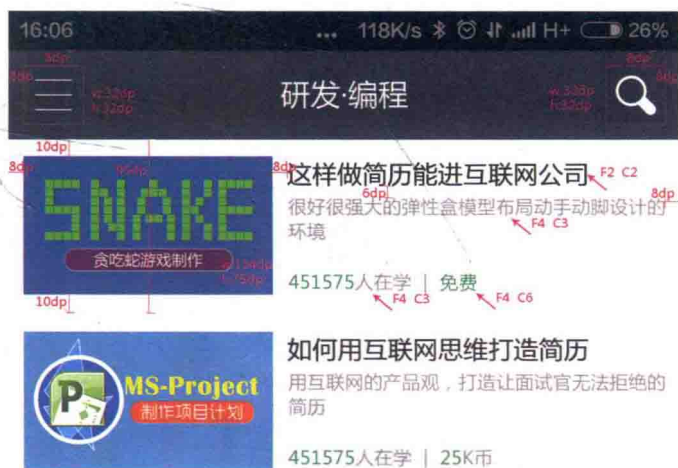 16:06 ... 118K/s H+ 26%
8dp 6dp
8dp w:32dp w:32dp 8dp
h:32dp h:32dp
研发·编程
10dp
8dp 95dp 8dp 这样做简历能进互联网公司 F2 C2
6dp 8dp
SNAKE 很好很强大的弹性盒模型布局动手动脚设计的
环境 F4 C3
贪吃蛇游戏制作 w:134dp
h:75dp
451575人在学 | 免费
10dp F4 C3 F4 C6
如何用互联网思维打造简历
MS-Project 用互联网的产品观，打造让面试官无法拒绝的
制作项目计划 简历
P
451575人在学 | 25K币